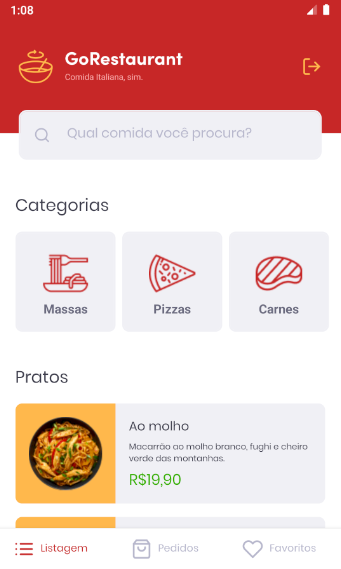 1:08
GoRestaurant
Comida Italiana, sim.
Qual comida você procura?
Categorias
Massas
Pizzas
Carnes
Pratos
Ao molho
Macarrão ao molho branco, fughi e cheiro
verde das montanhas.
R$19,90
Listagem
Pedidos
Favoritos